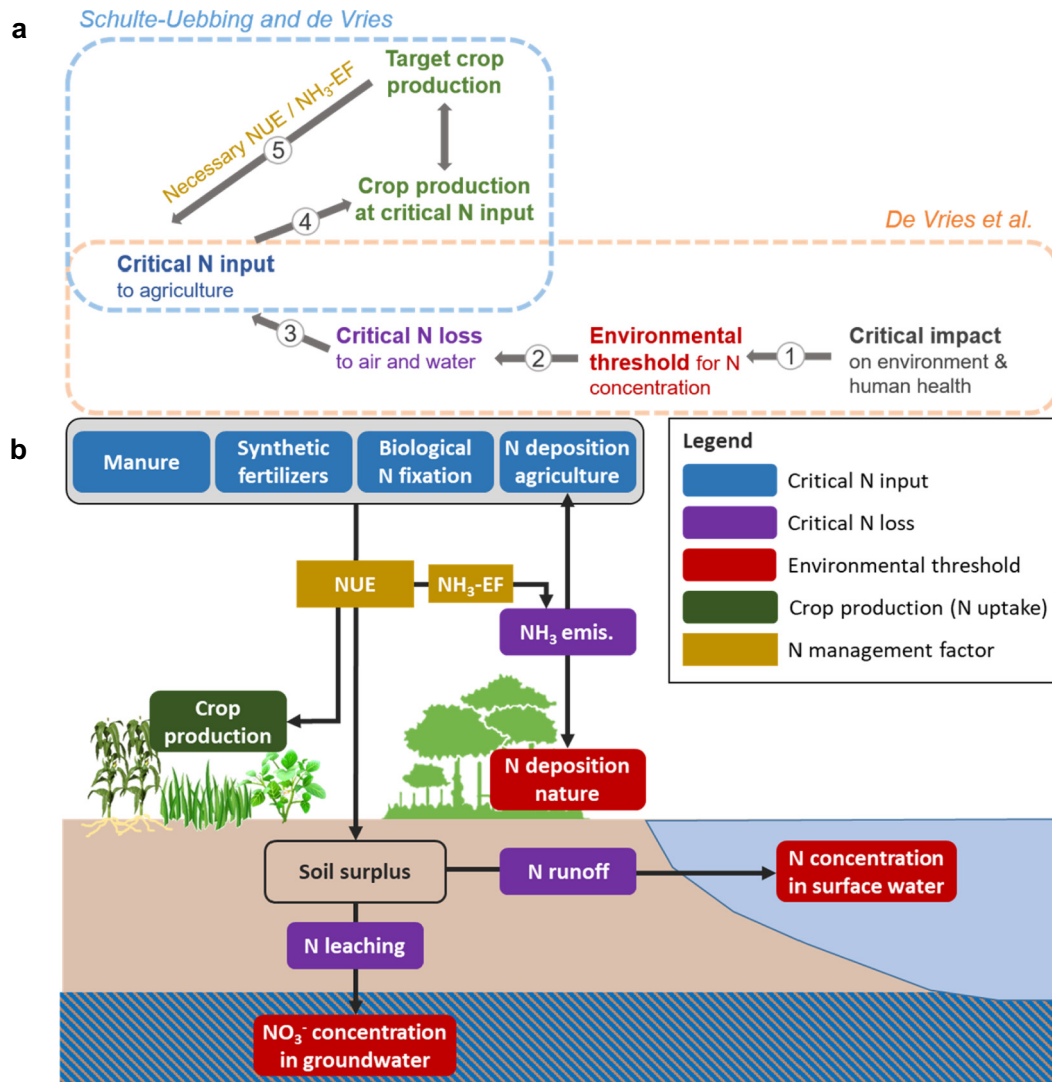 a
Schulte-Uebbing and de Vries
Target crop
production
Necessary NUE / NH₃-EF
5
Crop production
at critical N input
4
De Vries et al.
Critical N input
to agriculture
3
Critical N loss
to air and water
2
Environmental
threshold for N
concentration
1
Critical impact
on environment &
human health
b
Manure
Synthetic
fertilizers
Biological
N fixation
N deposition
agriculture
Legend
Critical N input
Critical N loss
Environmental threshold
Crop production (N uptake)
N management factor
NUE
NH₃-EF
NH₃ emis.
Crop
production
N deposition
nature
Soil surplus
N runoff
N concentration
in surface water
N leaching
NO₃⁻ concentration
in groundwater